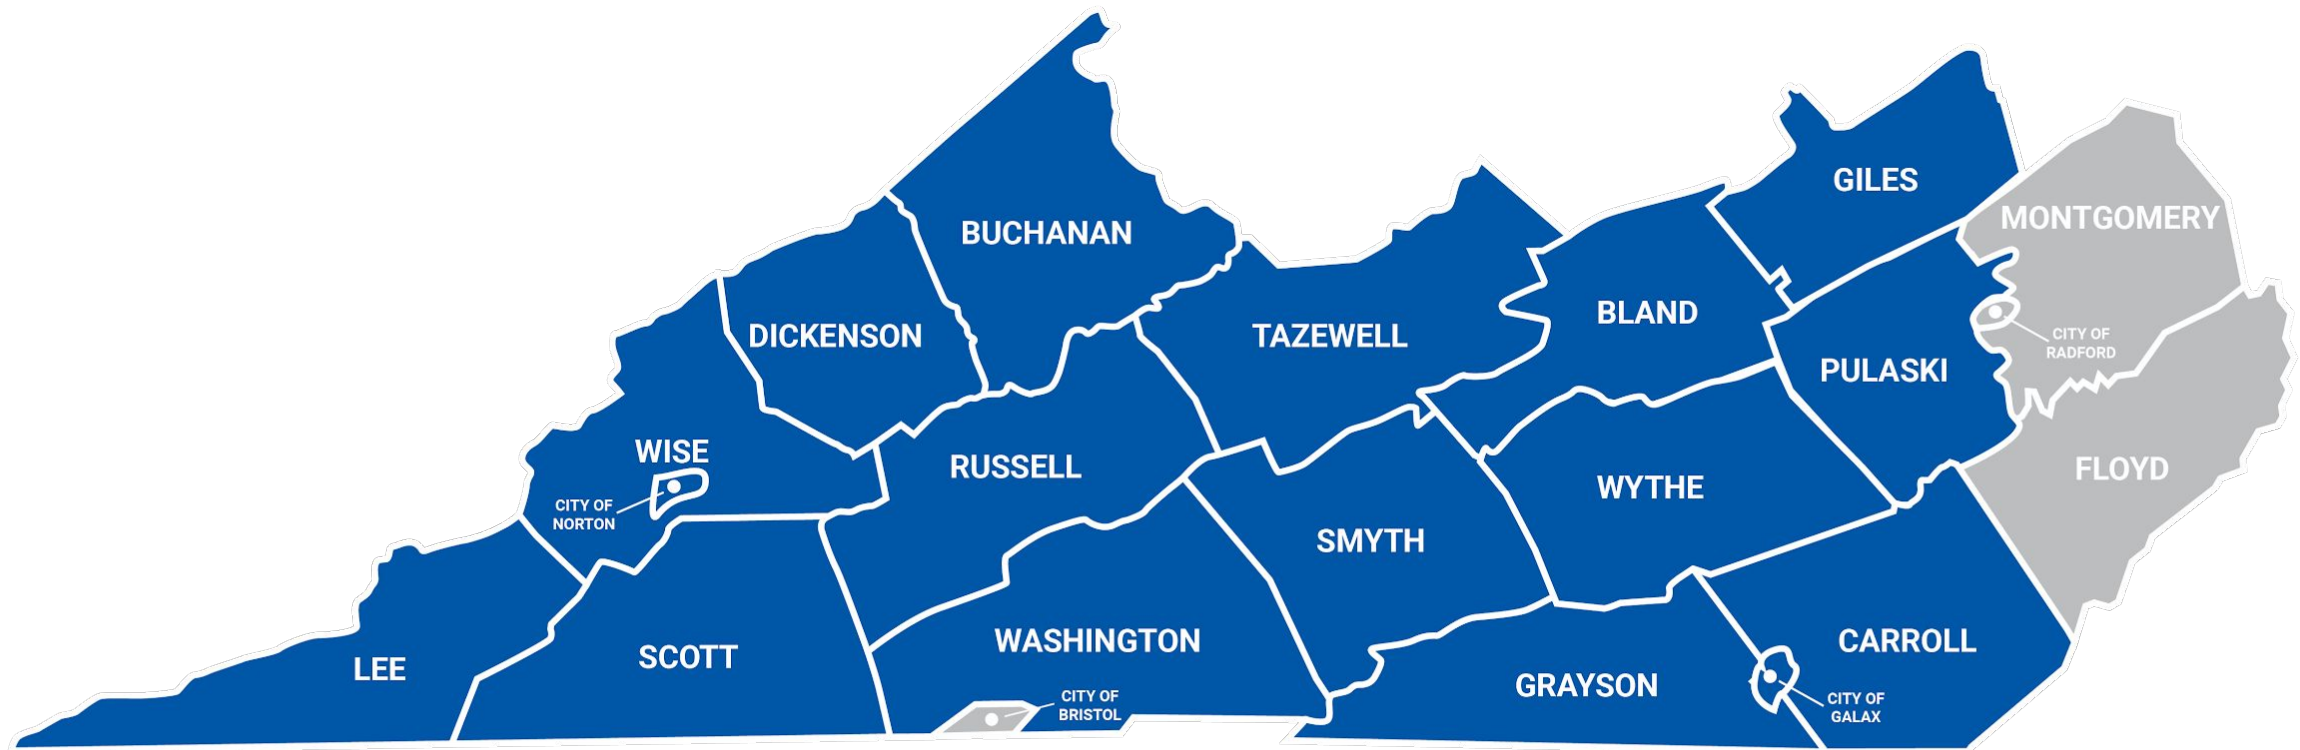 GILES
MONTGOMERY
BUCHANAN
BLAND
DICKENSON
TAZEWELL
CITY OF
RADFORD
PULASKI
WISE
RUSSELL
FLOYD
WYTHE
CITY OF
NORTON
SMYTH
WASHINGTON
CARROLL
SCOTT
LEE
GRAYSON
CITY OF
BRISTOL
CITY OF
GALAX